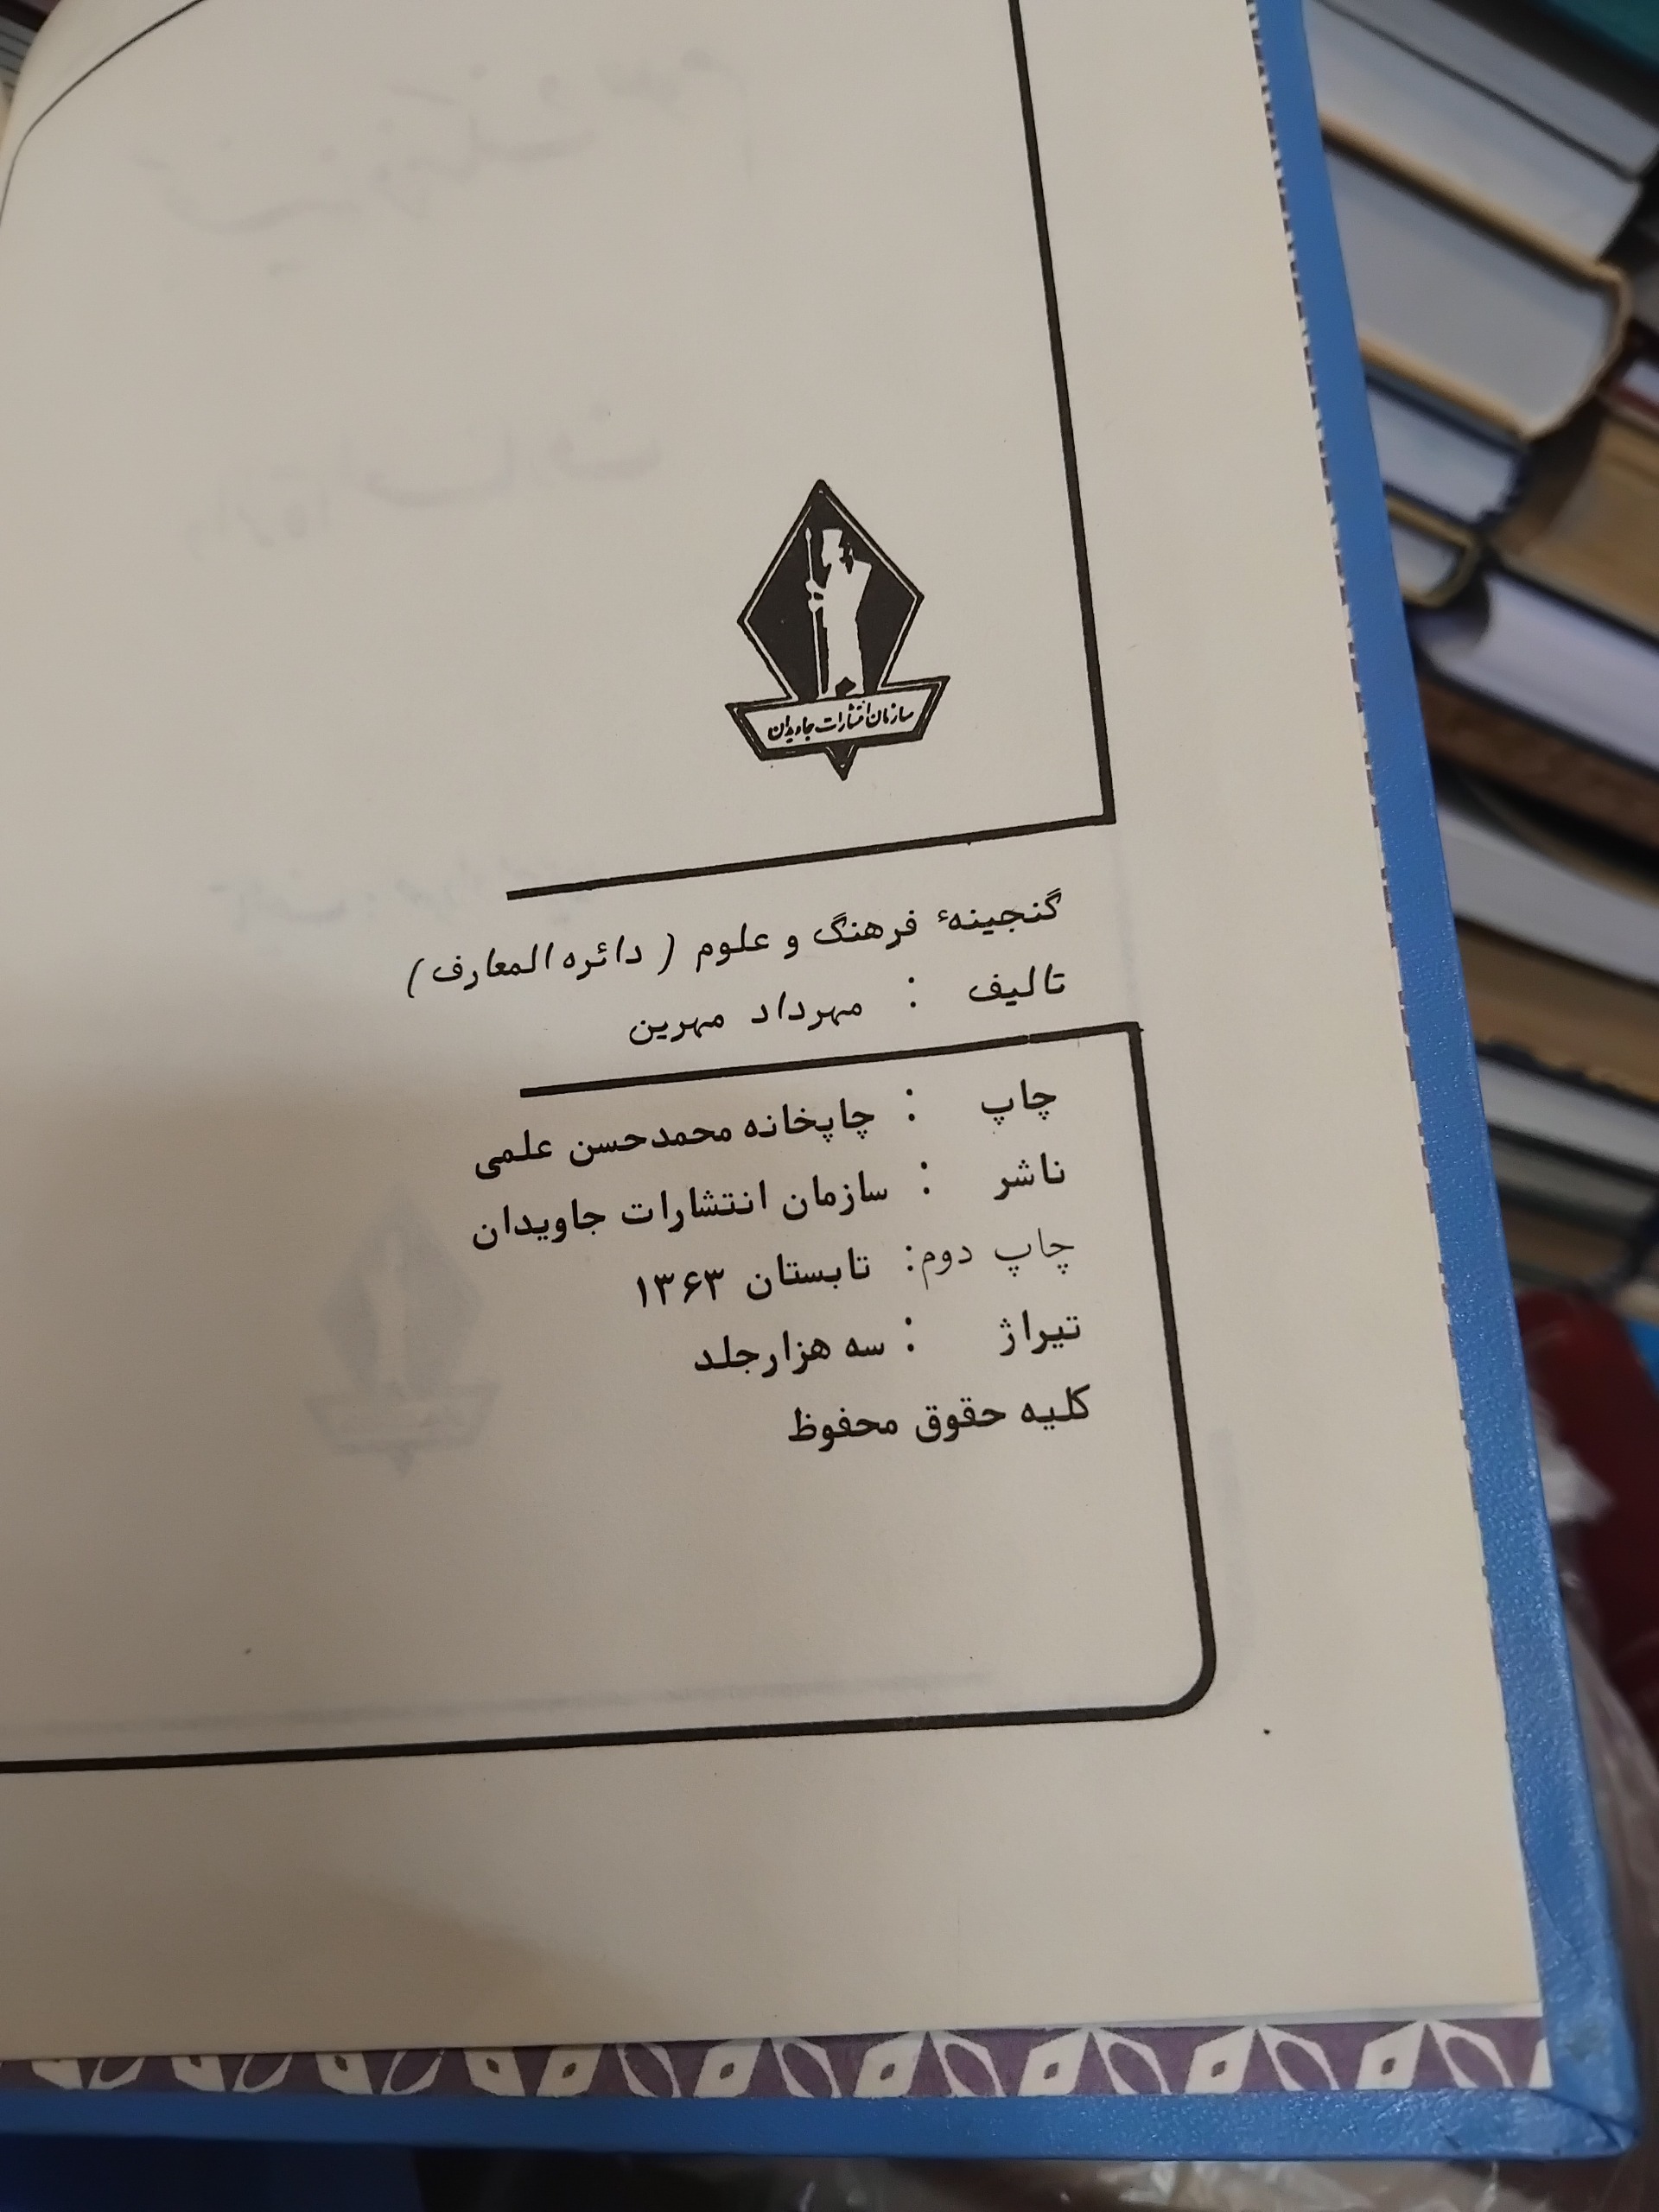 سازمان انتشارات جاویدان
گنجینهٔ فرهنگ و علوم ( دائره المعارف )
تالیف : مهرداد مهرین
چاپ : چاپخانه محمدحسن علمی
ناشر : سازمان انتشارات جاویدان
چاپ دوم: تابستان ۱۳۶۳
تیراژ : سه هزارجلد
کلیه حقوق محفوظ